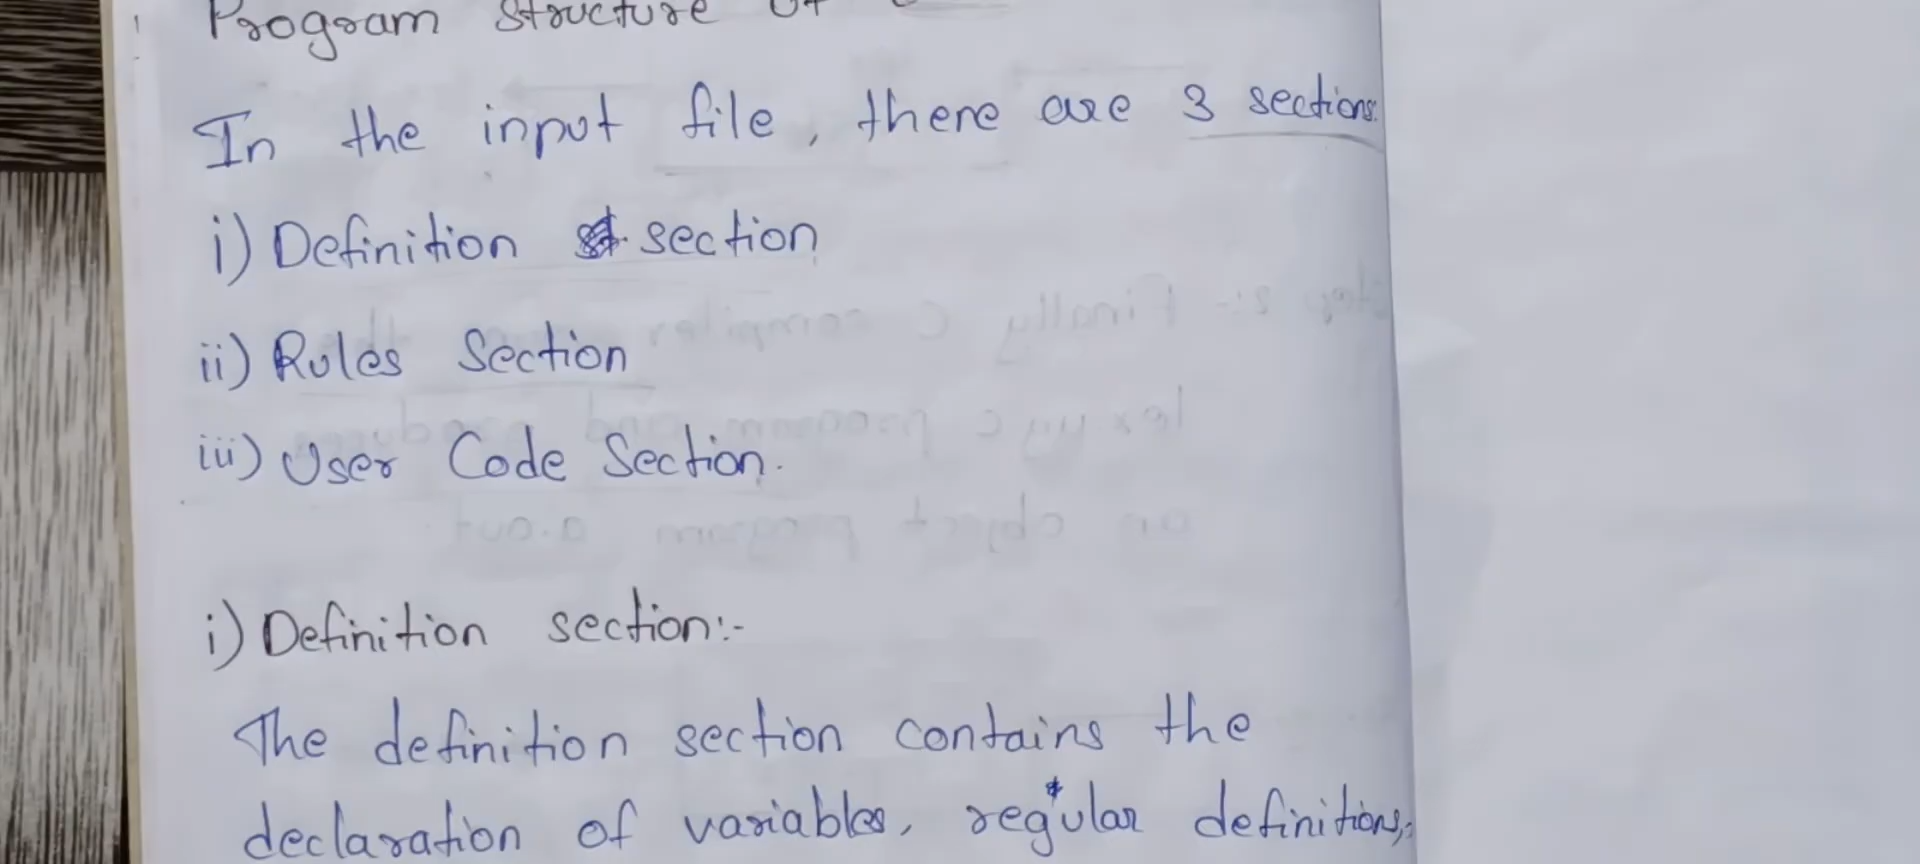 Program Structure of
In the input file, there are 3 sections.
i) Definition section
ii) Rules Section
iii) User Code Section.
i) Definition section:-
The definition section contains the
declaration of variables, regular definitions,